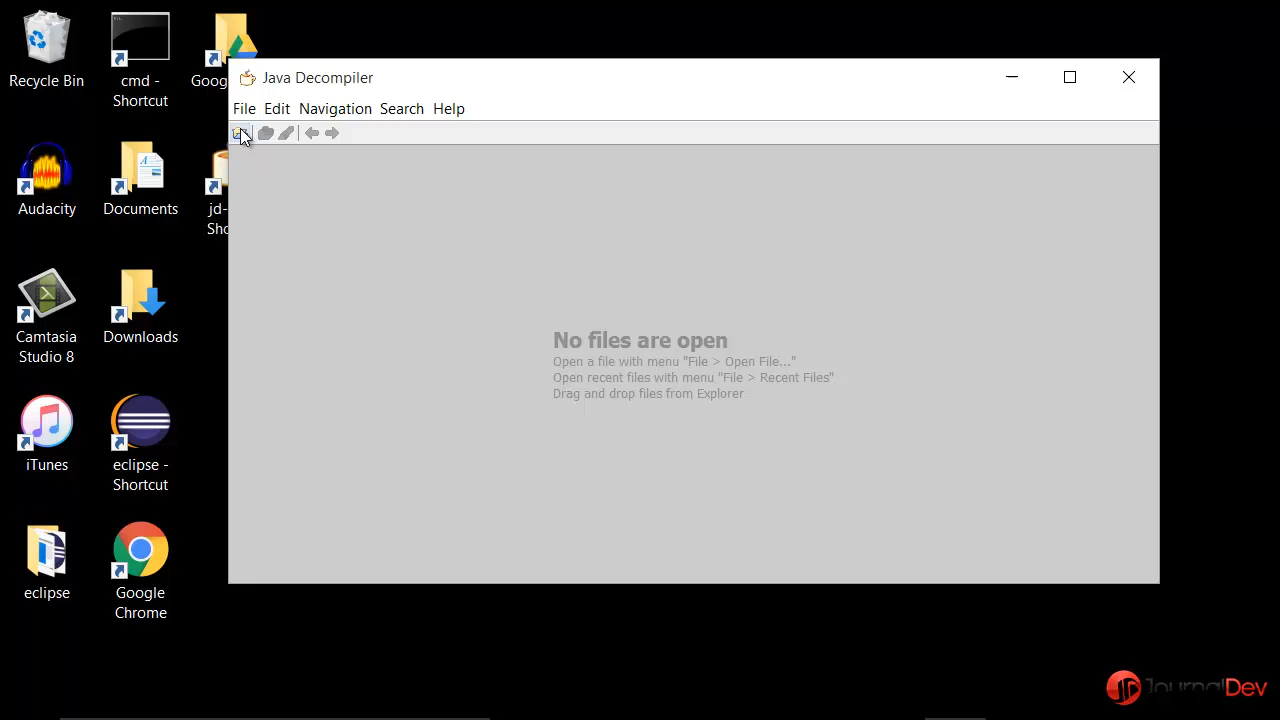 Recycle Bin
cmd -
Shortcut
Goog
Audacity
Documents
jd-
Sho
Camtasia
Studio 8
Downloads
iTunes
eclipse -
Shortcut
eclipse
Google
Chrome
Java Decompiler
File Edit Navigation Search Help
No files are open
Open a file with menu "File > Open File..."
Open recent files with menu "File > Recent Files"
Drag and drop files from Explorer
JournalDev